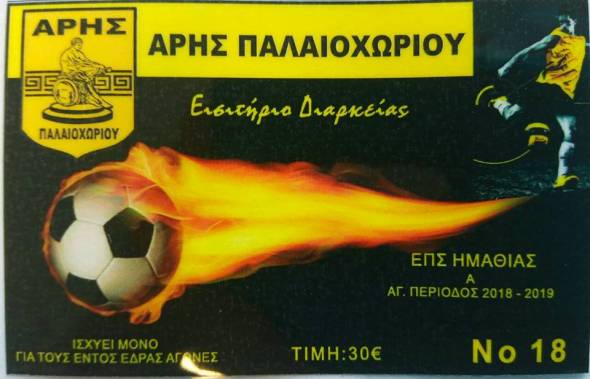 ΑΡΗΣ
ΠΑΛΑΙΟΧΩΡΙΟΥ
ΑΡΗΣ ΠΑΛΑΙΟΧΩΡΙΟΥ
Εισιτήριο Διαρκείας
ΕΠΣ ΗΜΑΘΙΑΣ
Α
ΑΓ. ΠΕΡΙΟΔΟΣ 2018 - 2019
ΙΣΧΥΕΙ ΜΟΝΟ
ΓΙΑ ΤΟΥΣ ΕΝΤΟΣ ΕΔΡΑΣ ΑΓΩΝΕΣ
ΤΙΜΗ:30€
No 18